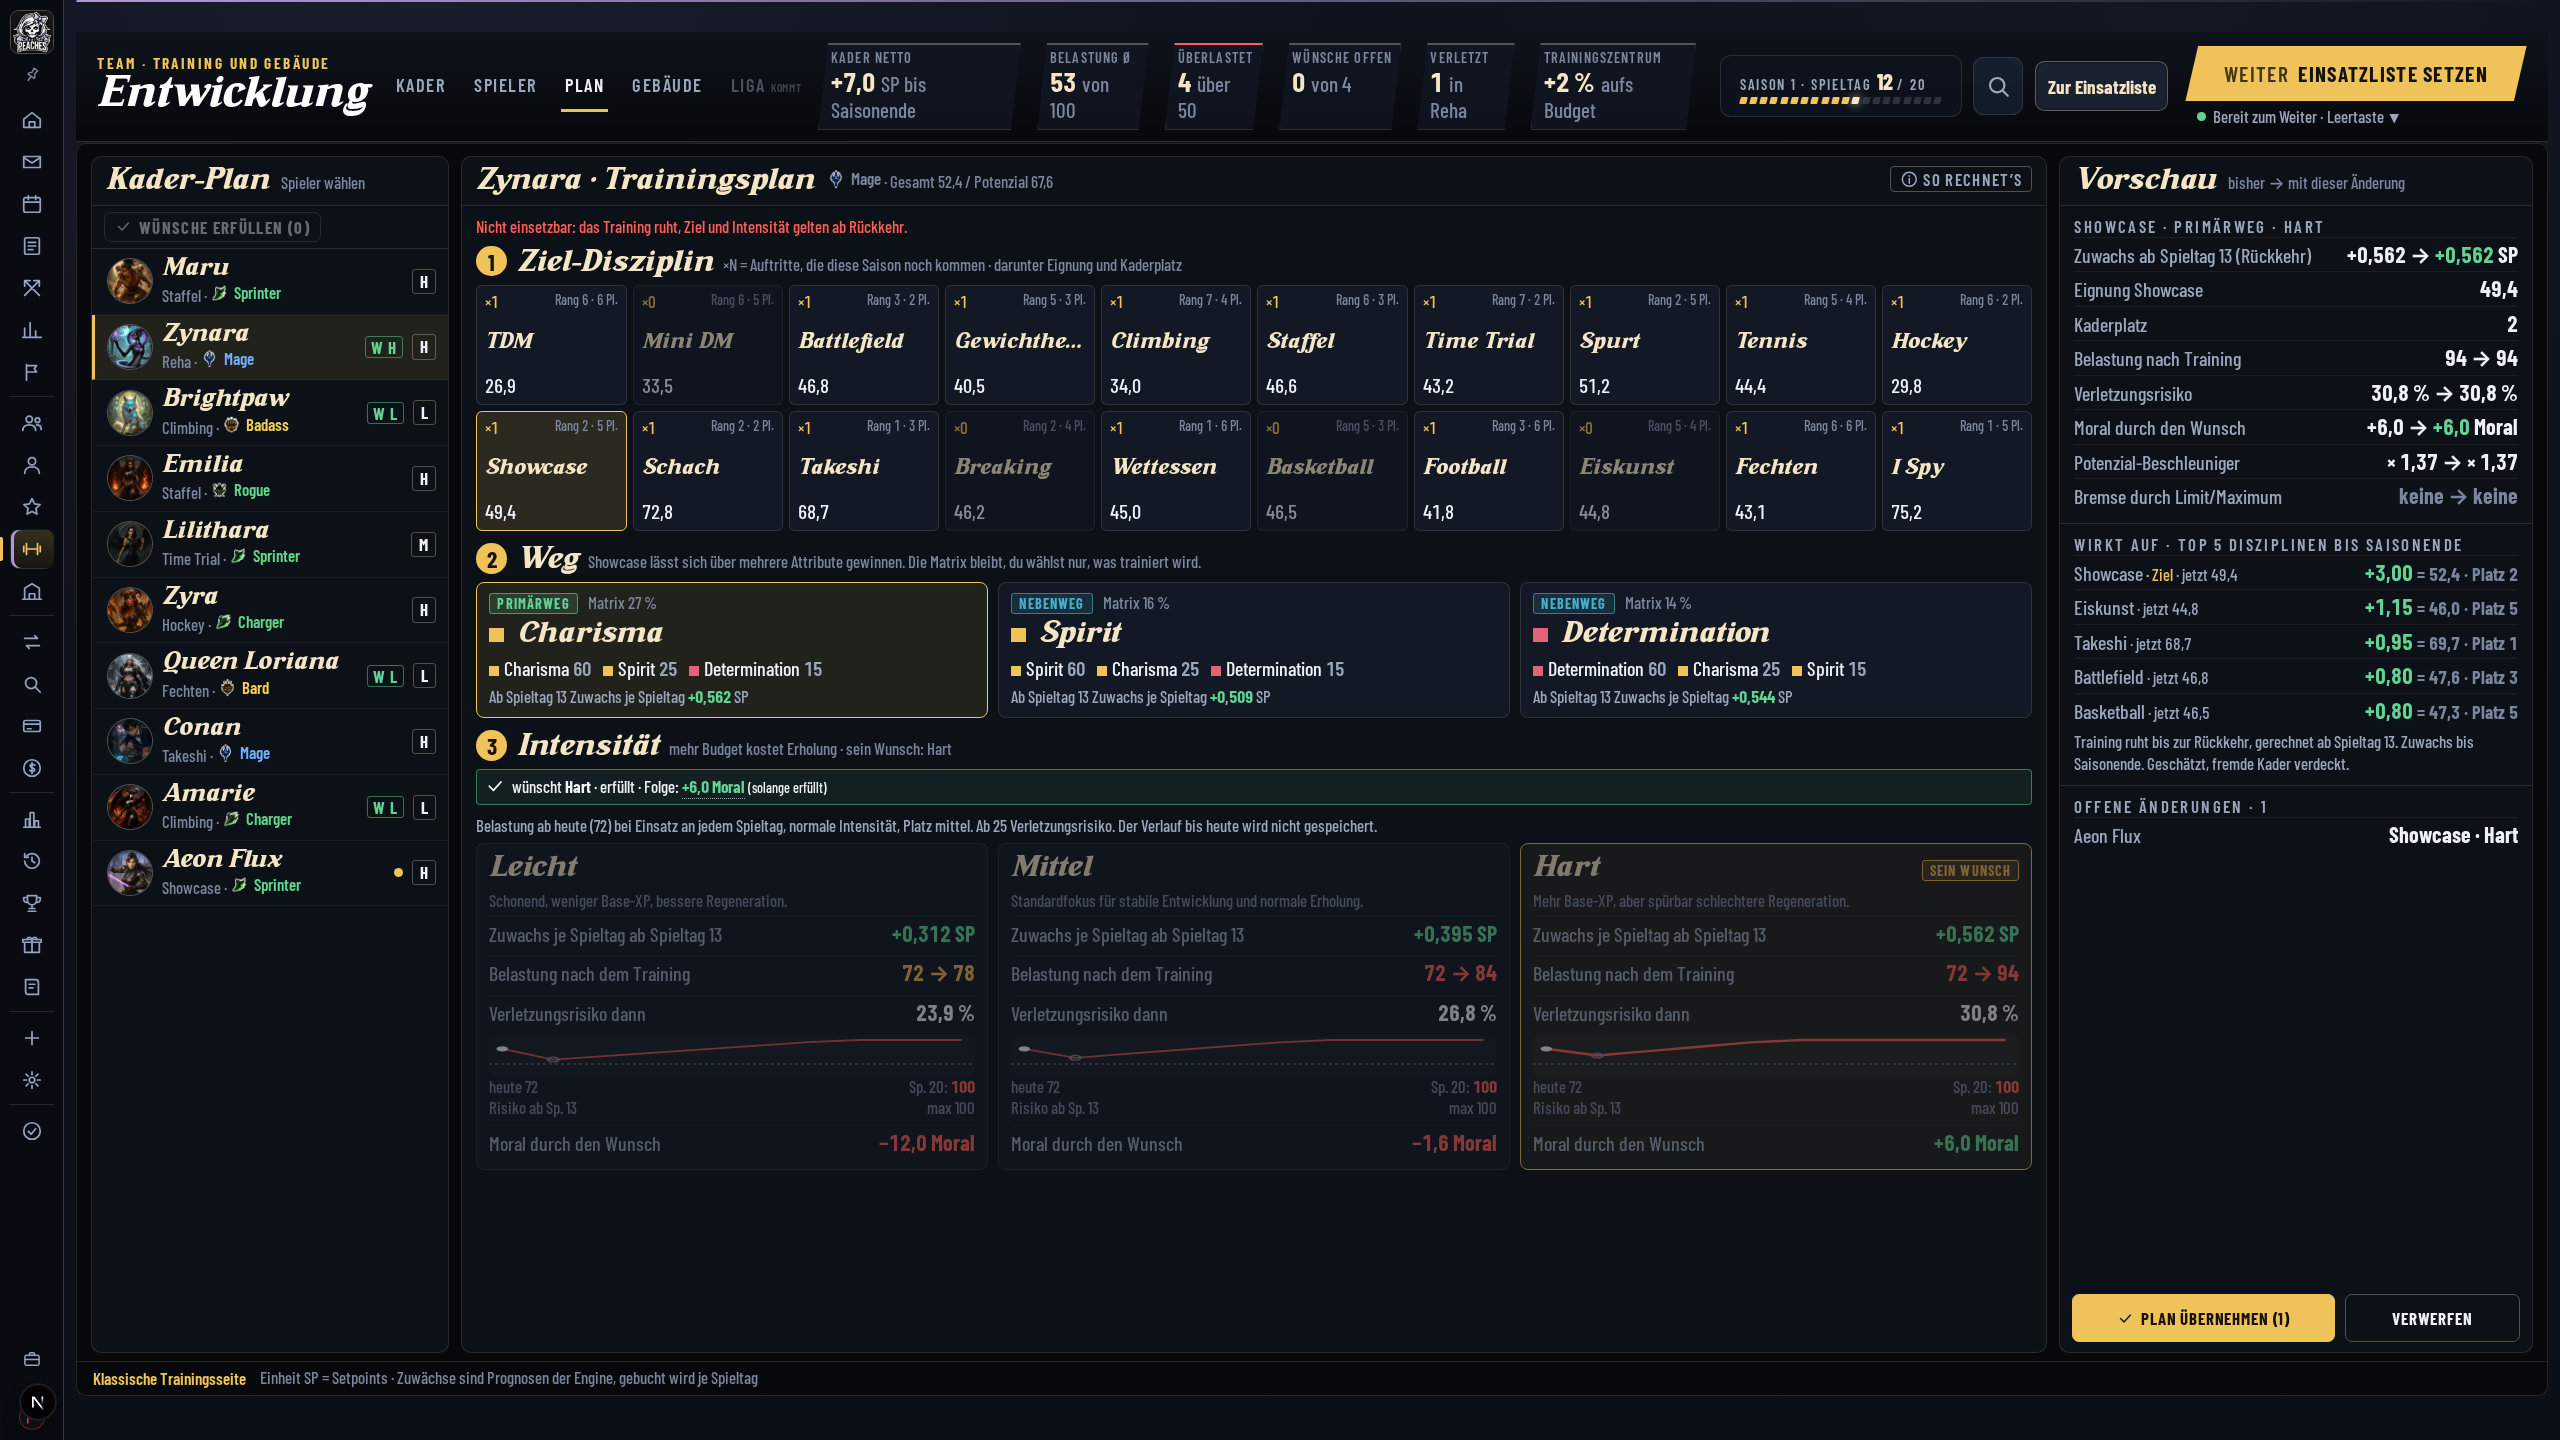 TEAM · TRAINING UND GEBÄUDE
Entwicklung
KADER SPIELER PLAN GEBÄUDE LIGA KOMMT
KADER NETTO
+7,0 SP bis
Saisonende
BELASTUNG Ø
53 von
100
ÜBERLASTET
4 über
50
WÜNSCHE OFFEN
0 von 4
VERLETZT
1 in
Reha
TRAININGSZENTRUM
+2 % aufs
Budget
SAISON 1 · SPIELTAG 12 / 20
Zur Einsatzliste
WEITER EINSATZLISTE SETZEN
Bereit zum Weiter · Leertaste ▼
Kader-Plan Spieler wählen
WÜNSCHE ERFÜLLEN (0)
Maru
Staffel · Sprinter
H
Zynara
Reha · Mage
W H H
Brightpaw
Climbing · Badass
W L L
Emilia
Staffel · Rogue
H
Lilithara
Time Trial · Sprinter
M
Zyra
Hockey · Charger
H
Queen Loriana
Fechten · Bard
W L L
Conan
Takeshi · Mage
H
Amarie
Climbing · Charger
W L L
Aeon Flux
Showcase · Sprinter
H
Zynara · Trainingsplan Mage · Gesamt 52,4 / Potenzial 67,6
SO RECHNET'S
Nicht einsetzbar: das Training ruht, Ziel und Intensität gelten ab Rückkehr.
1 Ziel-Disziplin ×N = Auftritte, die diese Saison noch kommen · darunter Eignung und Kaderplatz
×1 Rang 6 · 6 Pl.
TDM
26,9
×0 Rang 6 · 5 Pl.
Mini DM
33,5
×1 Rang 3 · 2 Pl.
Battlefield
46,8
×1 Rang 5 · 3 Pl.
Gewichthe...
40,5
×1 Rang 7 · 4 Pl.
Climbing
34,0
×1 Rang 6 · 3 Pl.
Staffel
46,6
×1 Rang 7 · 2 Pl.
Time Trial
43,2
×1 Rang 2 · 5 Pl.
Spurt
51,2
×1 Rang 5 · 4 Pl.
Tennis
44,4
×1 Rang 6 · 2 Pl.
Hockey
29,8
×1 Rang 2 · 5 Pl.
Showcase
49,4
×1 Rang 2 · 2 Pl.
Schach
72,8
×1 Rang 1 · 3 Pl.
Takeshi
68,7
×0 Rang 2 · 4 Pl.
Breaking
46,2
×1 Rang 1 · 6 Pl.
Wettessen
45,0
×0 Rang 5 · 3 Pl.
Basketball
46,5
×1 Rang 3 · 6 Pl.
Football
41,8
×0 Rang 5 · 4 Pl.
Eiskunst
44,8
×1 Rang 6 · 6 Pl.
Fechten
43,1
×1 Rang 1 · 5 Pl.
I Spy
75,2
2 Weg Showcase lässt sich über mehrere Attribute gewinnen. Die Matrix bleibt, du wählst nur, was trainiert wird.
PRIMÄRWEG Matrix 27 %
Charisma
Charisma 60 Spirit 25 Determination 15
Ab Spieltag 13 Zuwachs je Spieltag +0,562 SP
NEBENWEG Matrix 16 %
Spirit
Spirit 60 Charisma 25 Determination 15
Ab Spieltag 13 Zuwachs je Spieltag +0,509 SP
NEBENWEG Matrix 14 %
Determination
Determination 60 Charisma 25 Spirit 15
Ab Spieltag 13 Zuwachs je Spieltag +0,544 SP
3 Intensität mehr Budget kostet Erholung · sein Wunsch: Hart
wünscht Hart · erfüllt · Folge: +6,0 Moral (solange erfüllt)
Belastung ab heute (72) bei Einsatz an jedem Spieltag, normale Intensität, Platz mittel. Ab 25 Verletzungsrisiko. Der Verlauf bis heute wird nicht gespeichert.
Leicht
Schonend, weniger Base-XP, bessere Regeneration.
Zuwachs je Spieltag ab Spieltag 13 +0,312 SP
Belastung nach dem Training 72 → 78
Verletzungsrisiko dann 23,9 %
heute 72 Sp. 20: 100
Risiko ab Sp. 13 max 100
Moral durch den Wunsch −12,0 Moral
Mittel
Standardfokus für stabile Entwicklung und normale Erholung.
Zuwachs je Spieltag ab Spieltag 13 +0,395 SP
Belastung nach dem Training 72 → 84
Verletzungsrisiko dann 26,8 %
heute 72 Sp. 20: 100
Risiko ab Sp. 13 max 100
Moral durch den Wunsch −1,6 Moral
Hart SEIN WUNSCH
Mehr Base-XP, aber spürbar schlechtere Regeneration.
Zuwachs je Spieltag ab Spieltag 13 +0,562 SP
Belastung nach dem Training 72 → 94
Verletzungsrisiko dann 30,8 %
heute 72 Sp. 20: 100
Risiko ab Sp. 13 max 100
Moral durch den Wunsch +6,0 Moral
Vorschau bisher → mit dieser Änderung
SHOWCASE · PRIMÄRWEG · HART
Zuwachs ab Spieltag 13 (Rückkehr) +0,562 → +0,562 SP
Eignung Showcase 49,4
Kaderplatz 2
Belastung nach Training 94 → 94
Verletzungsrisiko 30,8 % → 30,8 %
Moral durch den Wunsch +6,0 → +6,0 Moral
Potenzial-Beschleuniger × 1,37 → × 1,37
Bremse durch Limit/Maximum keine → keine
WIRKT AUF · TOP 5 DISZIPLINEN BIS SAISONENDE
Showcase · Ziel · jetzt 49,4 +3,00 = 52,4 · Platz 2
Eiskunst · jetzt 44,8 +1,15 = 46,0 · Platz 5
Takeshi · jetzt 68,7 +0,95 = 69,7 · Platz 1
Battlefield · jetzt 46,8 +0,80 = 47,6 · Platz 3
Basketball · jetzt 46,5 +0,80 = 47,3 · Platz 5
Training ruht bis zur Rückkehr, gerechnet ab Spieltag 13. Zuwachs bis
Saisonende. Geschätzt, fremde Kader verdeckt.
OFFENE ÄNDERUNGEN · 1
Aeon Flux Showcase · Hart
PLAN ÜBERNEHMEN (1) VERWERFEN
Klassische Trainingsseite Einheit SP = Setpoints · Zuwächse sind Prognosen der Engine, gebucht wird je Spieltag
N